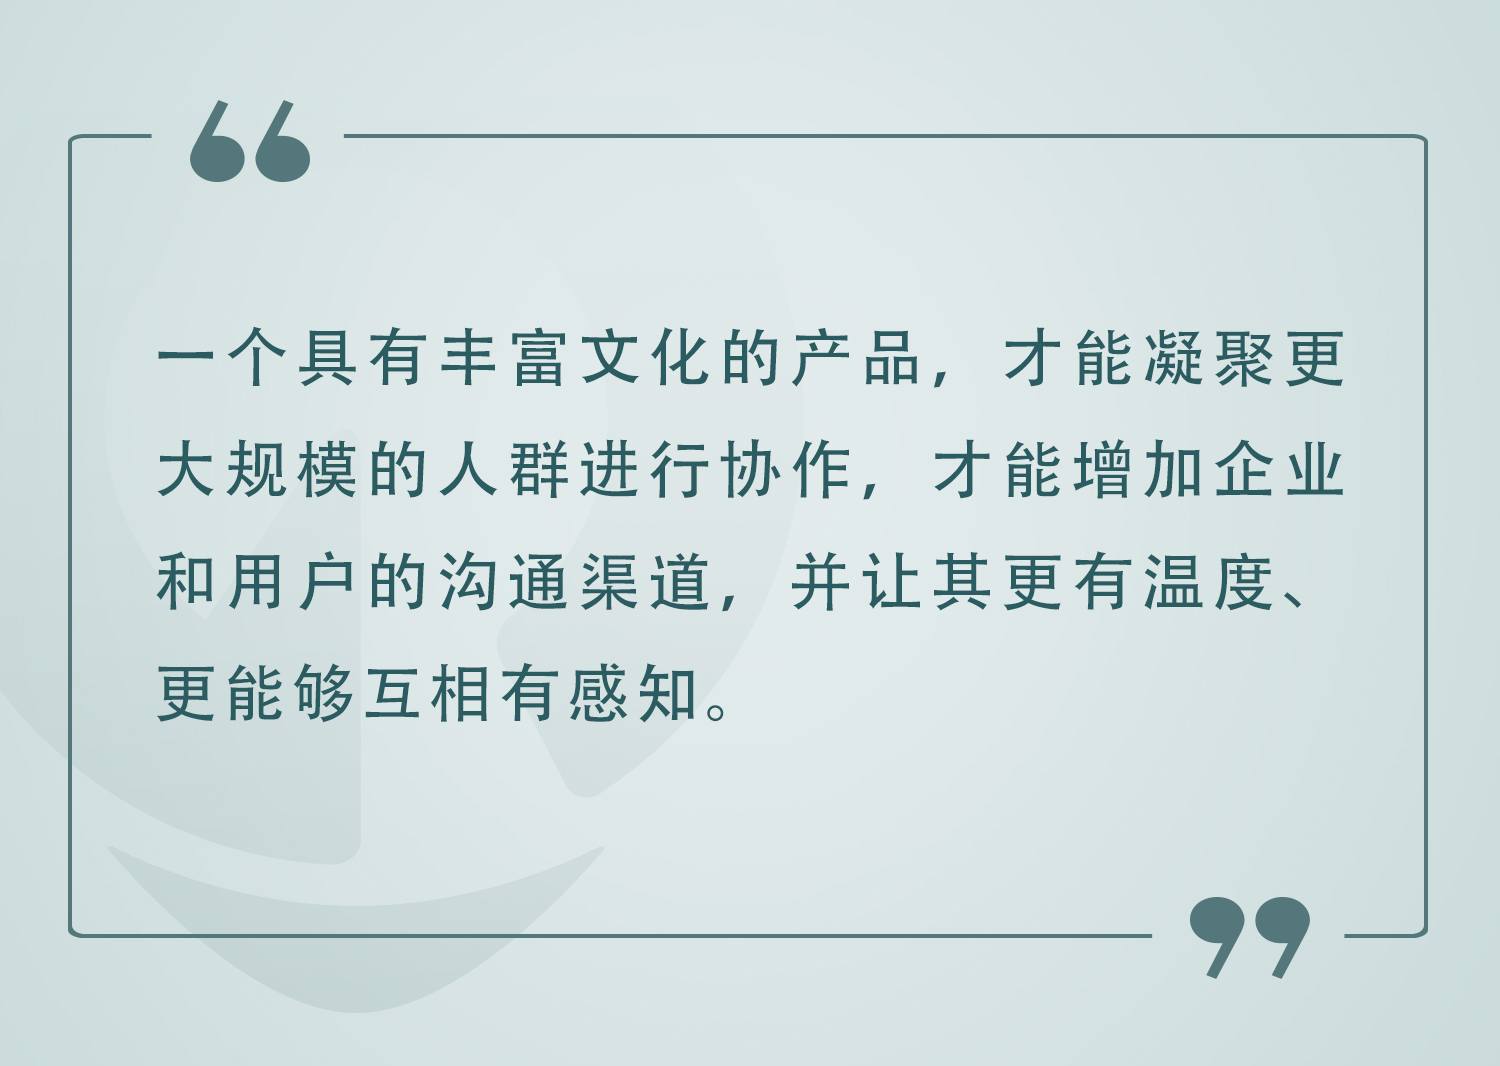 一个具有丰富文化的产品，才能凝聚更
大规模的人群进行协作，才能增加企业
和用户的沟通渠道，并让其更有温度、
更能够互相有感知。